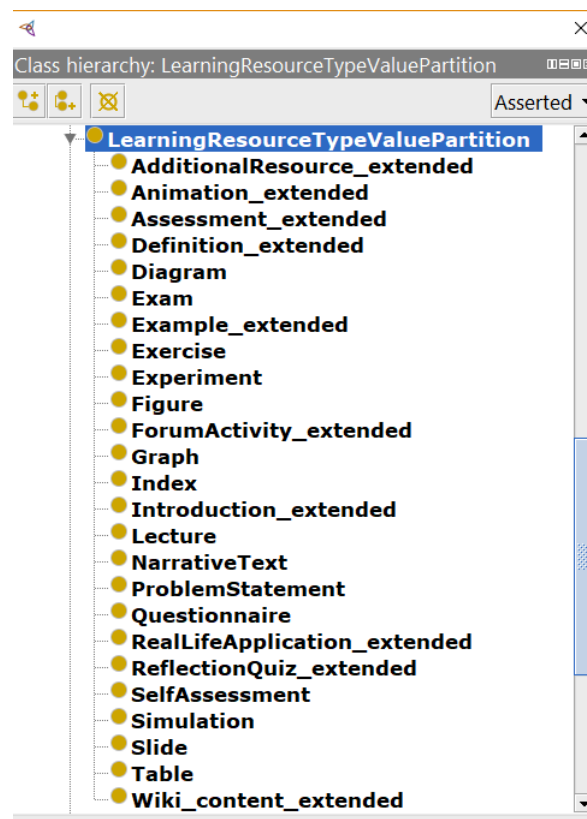 Class hierarchy: LearningResourceTypeValuePartition
Asserted
LearningResourceTypeValuePartition
AdditionalResource_extended
Animation_extended
Assessment_extended
Definition_extended
Diagram
Exam
Example_extended
Exercise
Experiment
Figure
ForumActivity_extended
Graph
Index
Introduction_extended
Lecture
NarrativeText
ProblemStatement
Questionnaire
RealLifeApplication_extended
ReflectionQuiz_extended
SelfAssessment
Simulation
Slide
Table
Wiki_content_extended